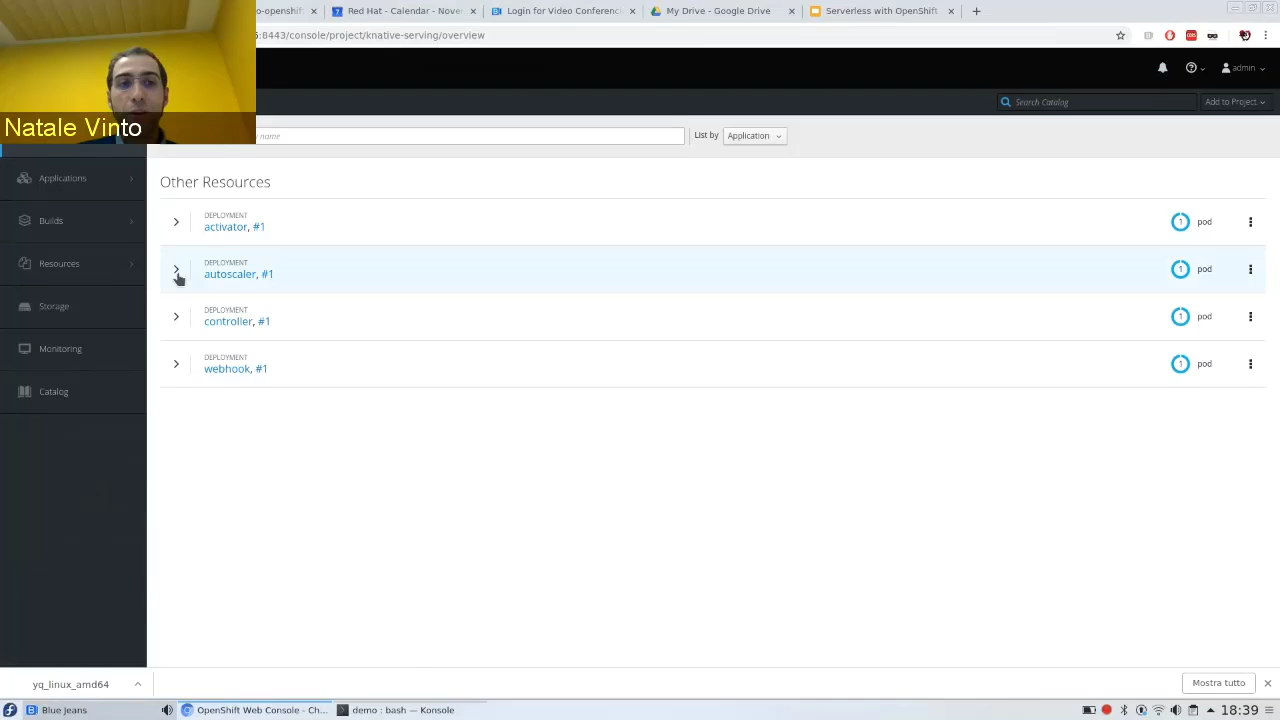 o-openshift
Red Hat - Calendar - Nove
Login for Video Conferenc
My Drive - Google Drive
Serverless with OpenShift
6:8443/console/project/knative-serving/overview
admin
Search Catalog
Add to Project
Natale Vinto
name
List by
Application
Applications
Builds
Resources
Storage
Monitoring
Catalog
Other Resources
DEPLOYMENT
activator, #1
1 pod
DEPLOYMENT
autoscaler, #1
1 pod
DEPLOYMENT
controller, #1
1 pod
DEPLOYMENT
webhook, #1
1 pod
yq_linux_amd64
Mostra tutto
Blue Jeans
OpenShift Web Console - Ch...
demo : bash — Konsole
18:39